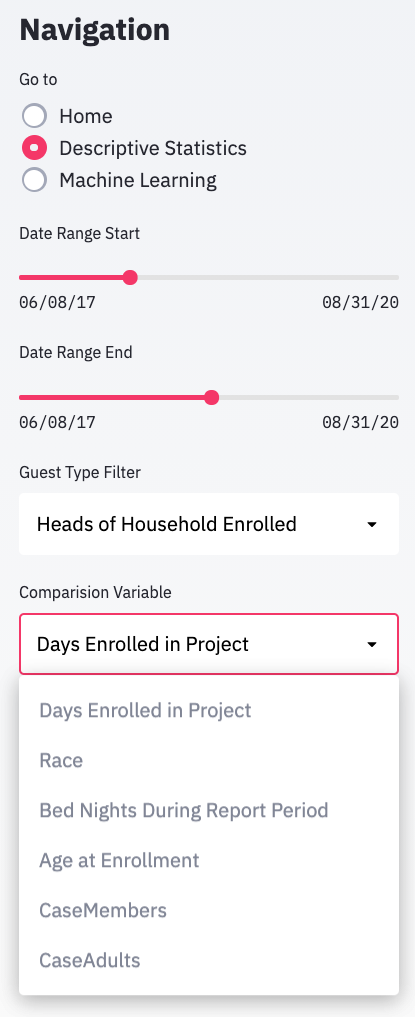 Navigation
Go to
Home
Descriptive Statistics
Machine Learning
Date Range Start
06/08/17 08/31/20
Date Range End
06/08/17 08/31/20
Guest Type Filter
Heads of Household Enrolled
Comparision Variable
Days Enrolled in Project
Days Enrolled in Project
Race
Bed Nights During Report Period
Age at Enrollment
CaseMembers
CaseAdults